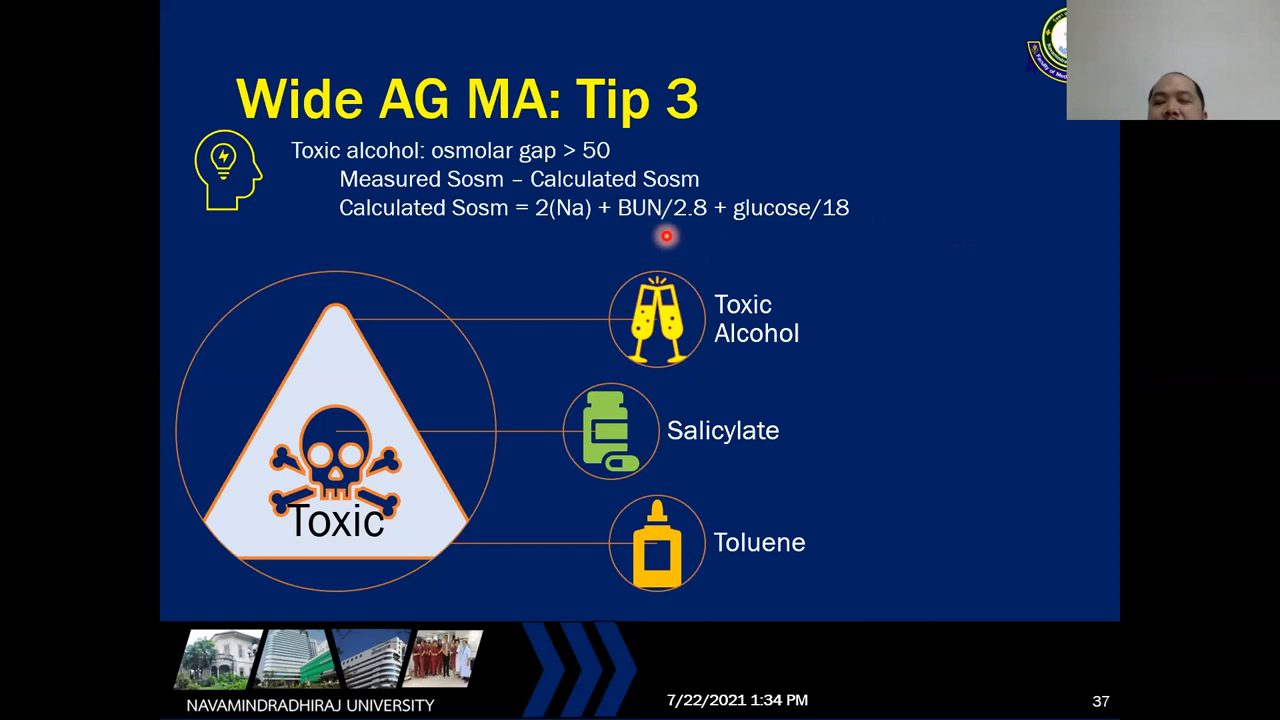 Wide AG MA: Tip 3
Toxic alcohol: osmolar gap > 50
Measured Sosm – Calculated Sosm
Calculated Sosm = 2(Na) + BUN/2.8 + glucose/18
Toxic
Alcohol
Salicylate
Toxic
Toluene
NAVAMINDRADHIRAJ UNIVERSITY
7/22/2021 1:34 PM
37